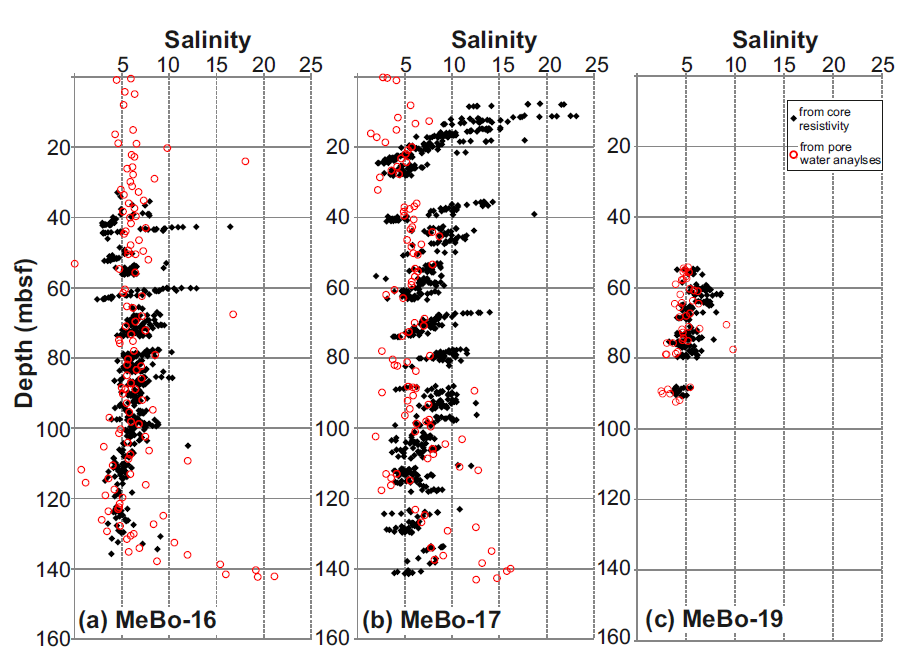 Salinity Salinity Salinity
5 10 15 20 25 5 10 15 20 25 5 10 15 20 25
from core
resistivity
from pore
water anaylses
20 20 20
40 40 40
60 60 60
80 80 80
100 100 100
120 120 120
140 140 140
160 160 160
Depth (mbsf)
(a) MeBo-16 (b) MeBo-17 (c) MeBo-19